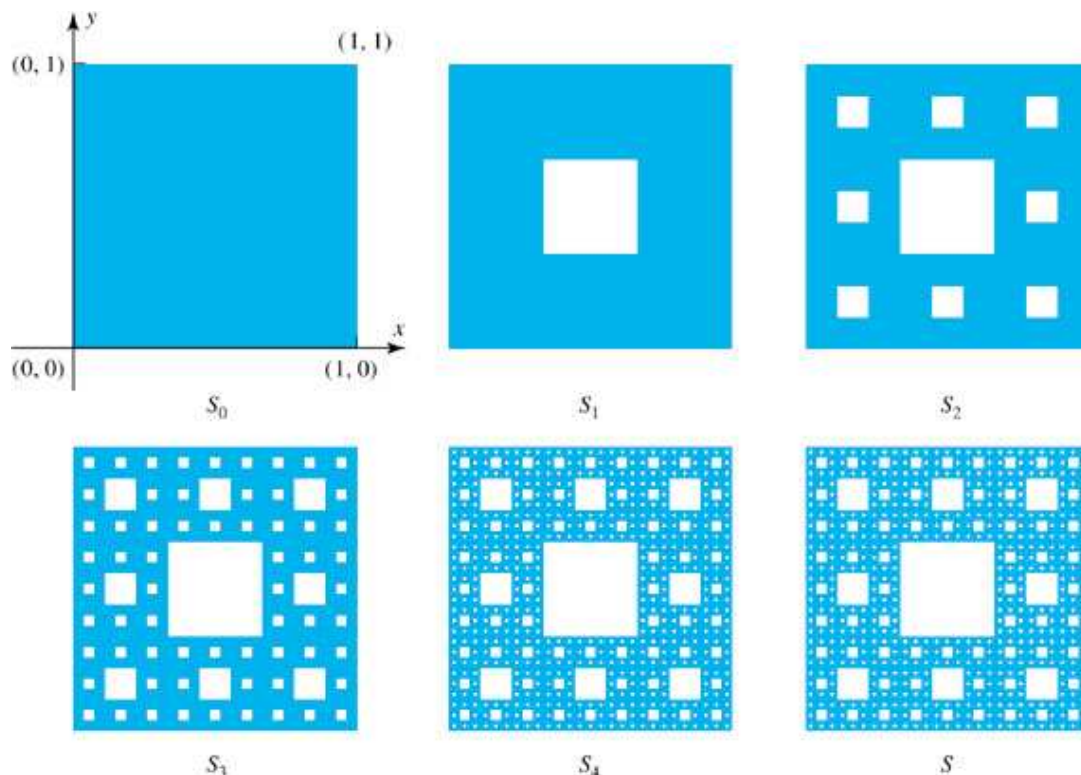 y
(1, 1)
(0, 1)
x
(0, 0)
(1, 0)
S₀
S₁
S₂
S₃
S₄
S